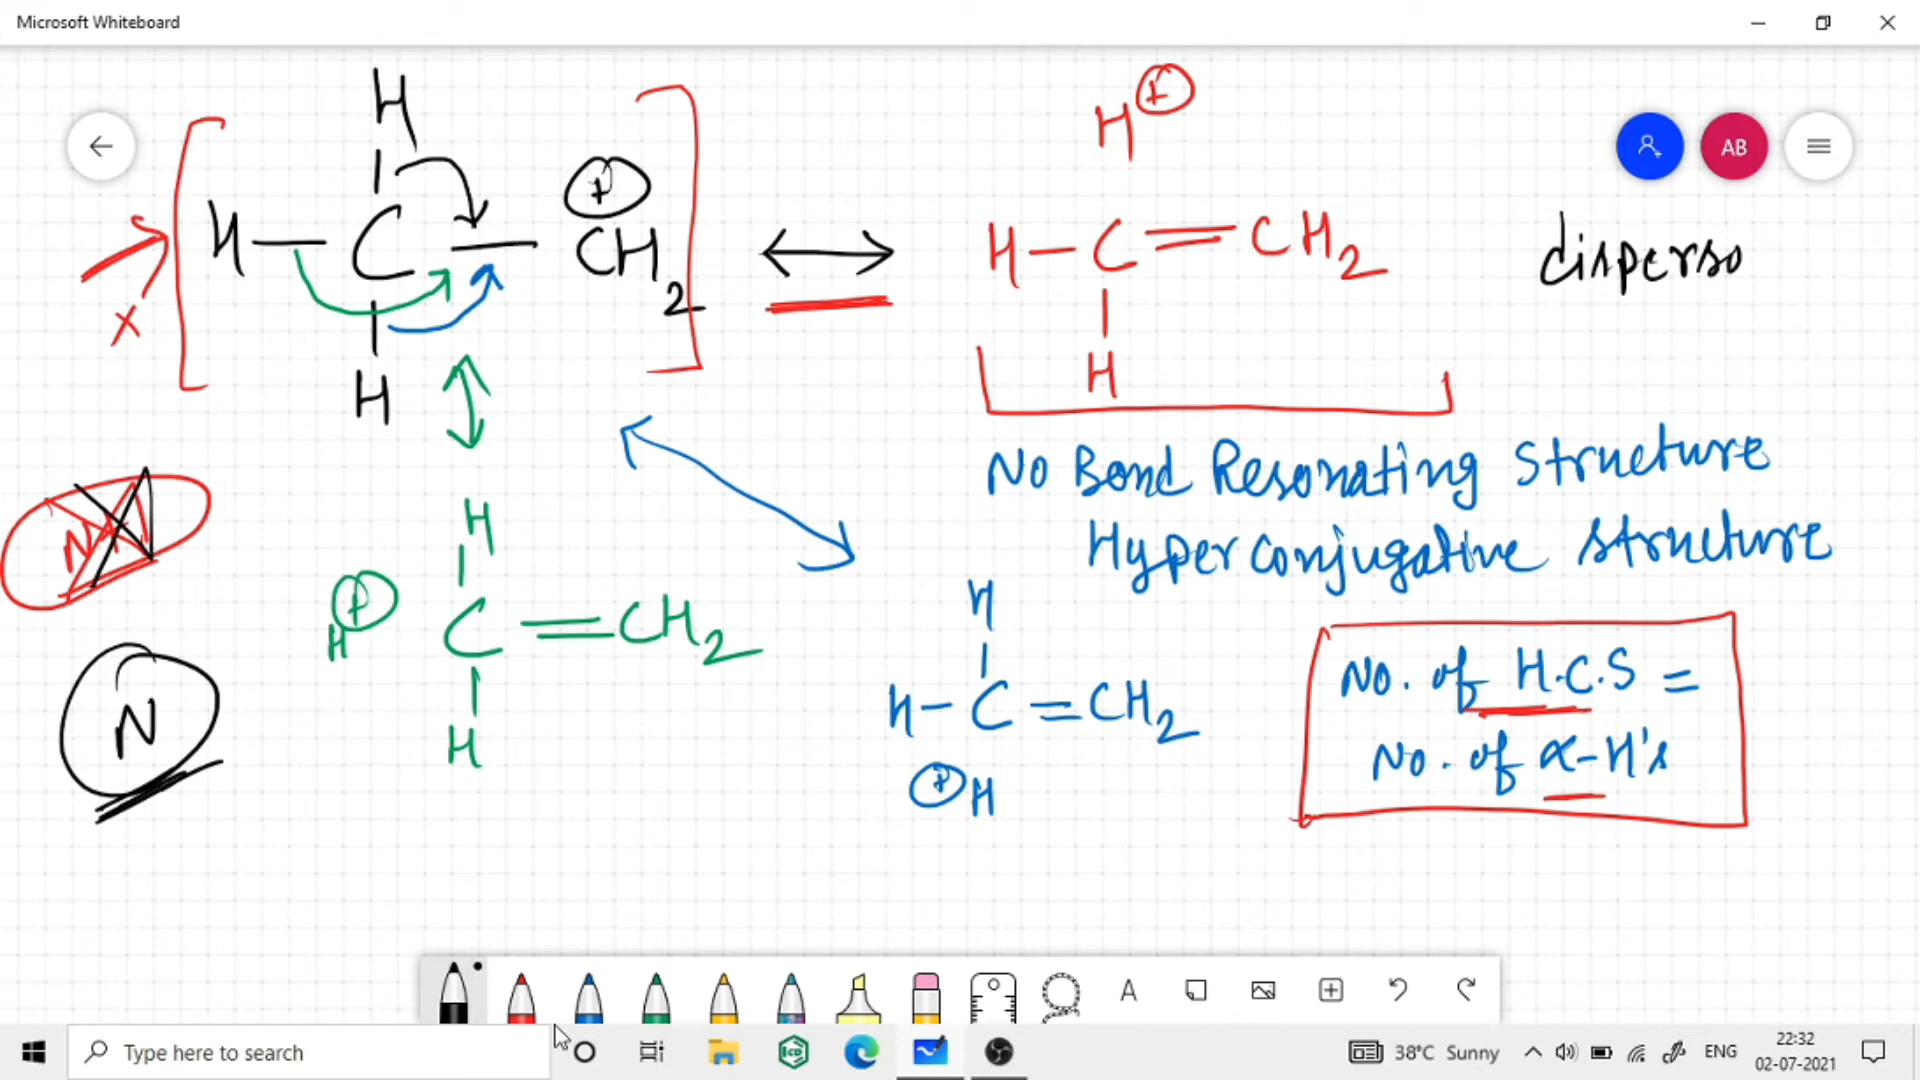 Microsoft Whiteboard
H
H — C — CH2
+
H
X
H +
H — C = CH2
H
AB
disperso
No Bond Resonating Structure
Hyperconjugative Structure
H
H + C = CH2
H
H
H — C = CH2
+ H
N
No. of H.C.S =
No. of α-H's
A
Type here to search
38°C Sunny
ENG
22:32
02-07-2021